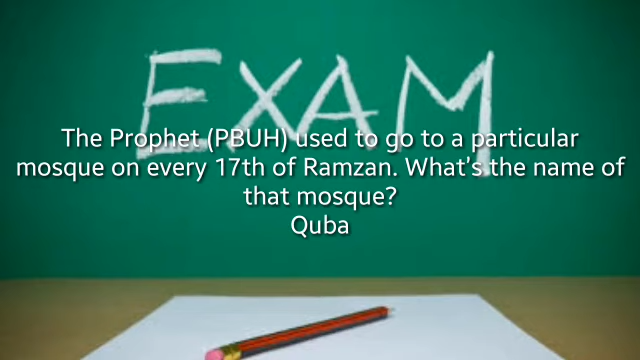 EXAM
The Prophet (PBUH) used to go to a particular
mosque on every 17th of Ramzan. What's the name of
that mosque?
Quba